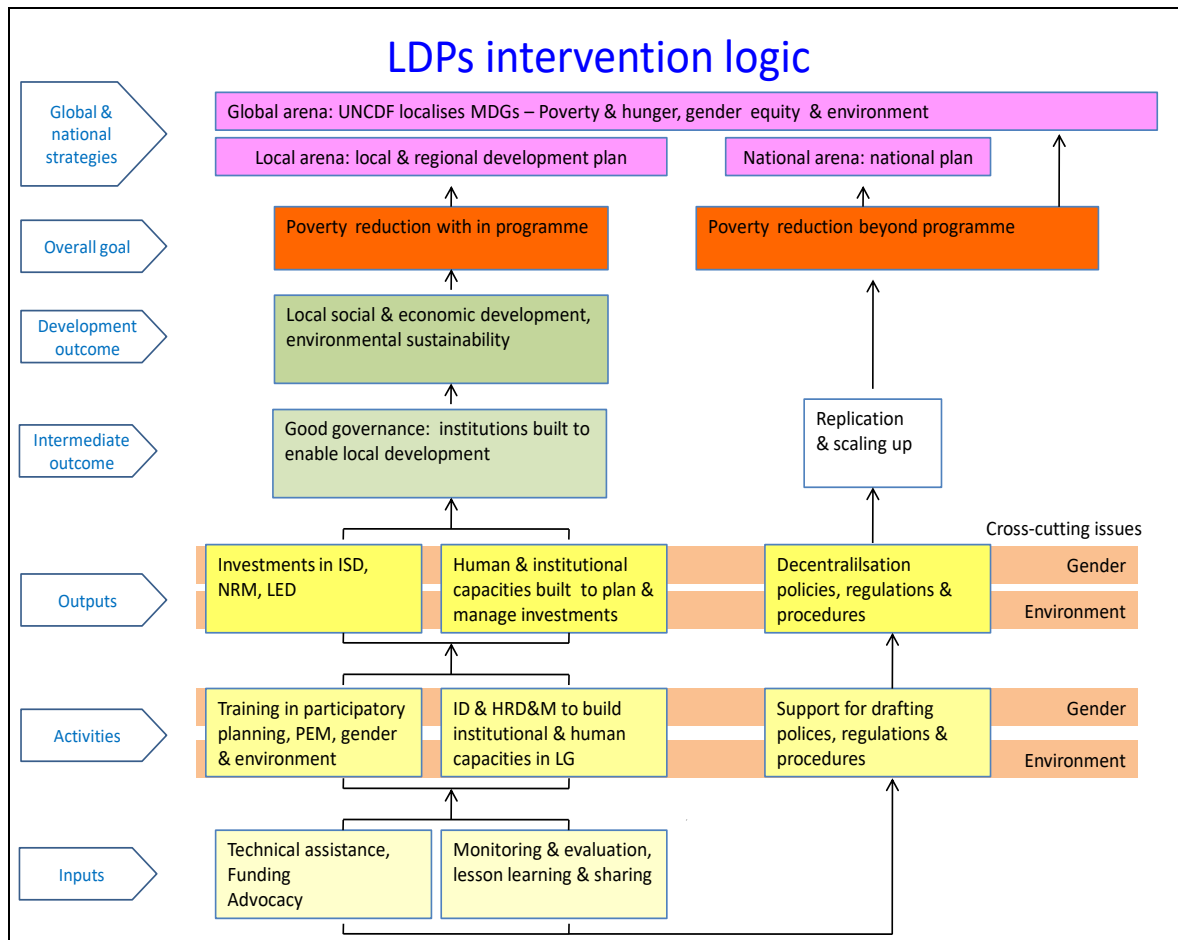 LDPs intervention logic
Global &
national
strategies
Global arena: UNCDF localises MDGs – Poverty & hunger, gender equity & environment
Local arena: local & regional development plan
National arena: national plan
Overall goal
Poverty reduction with in programme
Poverty reduction beyond programme
Development
outcome
Local social & economic development,
environmental sustainability
Intermediate
outcome
Good governance: institutions built to
enable local development
Replication
& scaling up
Cross-cutting issues
Outputs
Investments in ISD,
NRM, LED
Human & institutional
capacities built to plan &
manage investments
Decentralilsation
policies, regulations &
procedures
Gender
Environment
Activities
Training in participatory
planning, PEM, gender
& environment
ID & HRD&M to build
institutional & human
capacities in LG
Support for drafting
polices, regulations &
procedures
Gender
Environment
Inputs
Technical assistance,
Funding
Advocacy
Monitoring & evaluation,
lesson learning & sharing